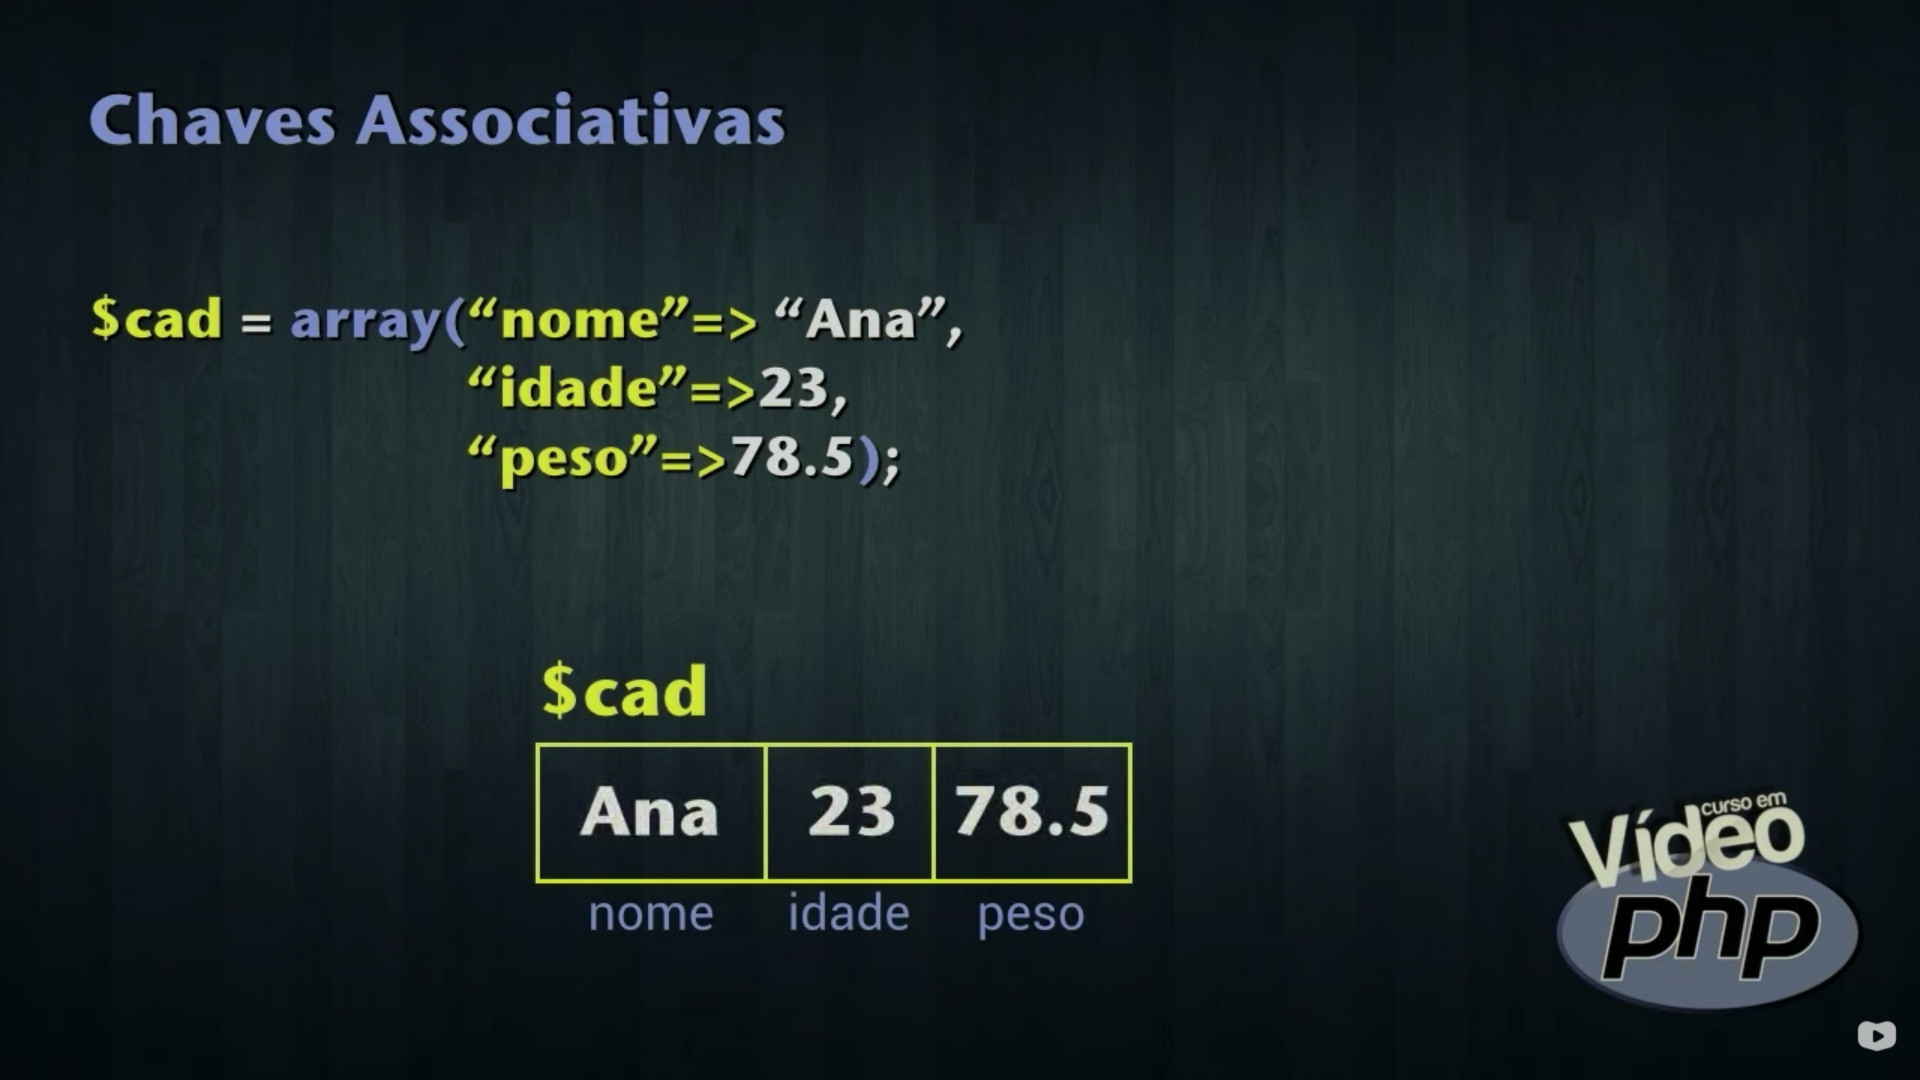 Chaves Associativas
$cad = array(“nome”=> “Ana”,
“idade”=>23,
“peso”=>78.5);
$cad
Ana 23 78.5
nome idade peso
curso em
Vídeo
php